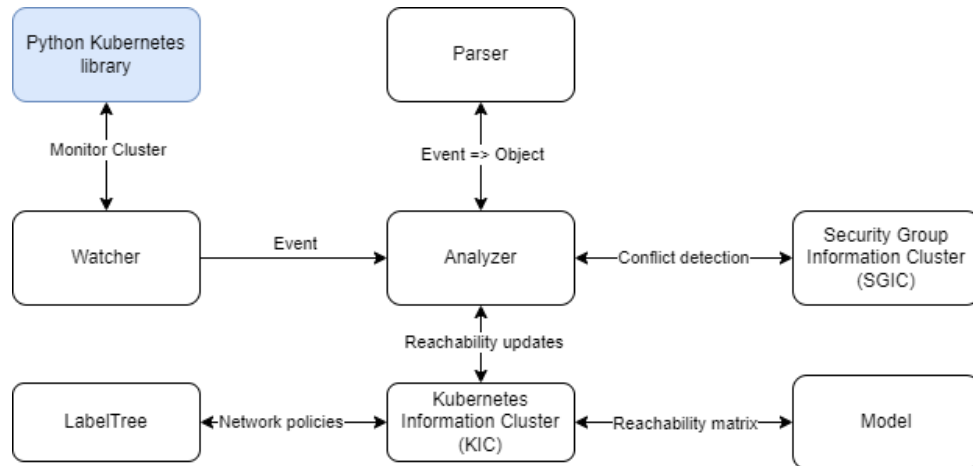 Python Kubernetes
library
Parser
Monitor Cluster
Event => Object
Watcher
Event
Analyzer
Conflict detection
Security Group
Information Cluster
(SGIC)
Reachability updates
LabelTree
Network policies
Kubernetes
Information Cluster
(KIC)
Reachability matrix
Model